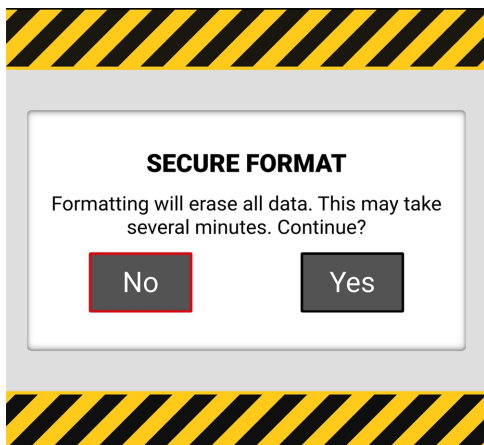 SECURE FORMAT
Formatting will erase all data. This may take
several minutes. Continue?
No
Yes